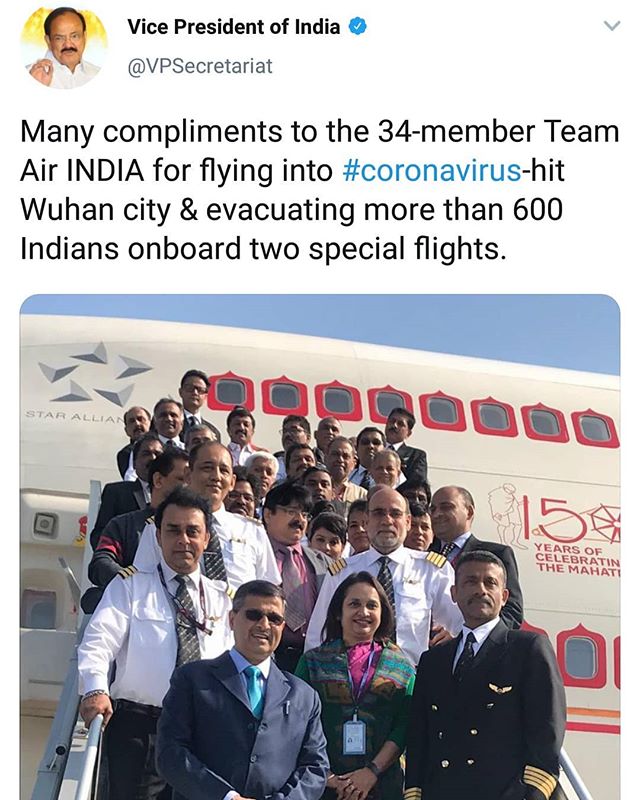 Vice President of India
@VPSecretariat
Many compliments to the 34-member Team
Air INDIA for flying into #coronavirus-hit
Wuhan city & evacuating more than 600
Indians onboard two special flights.
STAR ALLIAN
150
YEARS OF
CELEBRATIN
THE MAHAT